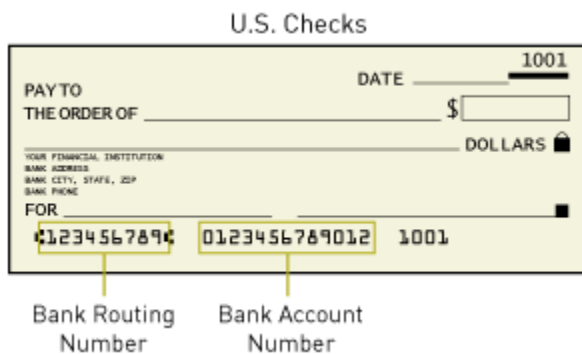 U.S. Checks
1001
DATE
PAY TO
THE ORDER OF $
DOLLARS
YOUR FINANCIAL INSTITUTION
BANK ADDRESS
BANK CITY, STATE, ZIP
BANK PHONE
FOR
⑆123456789⑆ 0123456789012 1001
Bank Routing Bank Account
Number Number